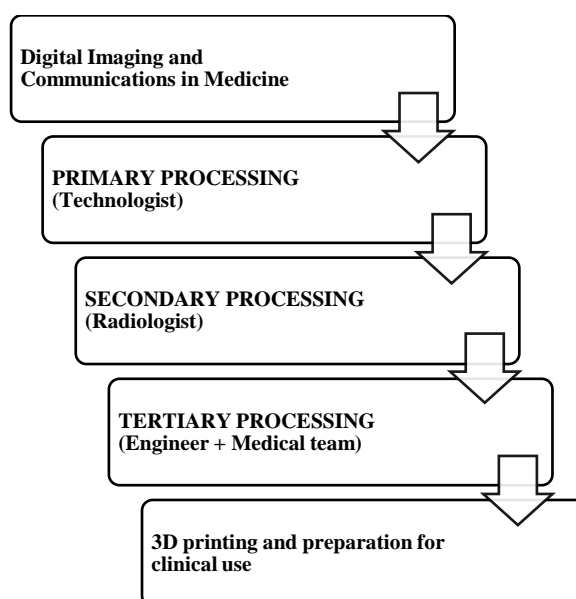 Digital Imaging and
Communications in Medicine
PRIMARY PROCESSING
(Technologist)
SECONDARY PROCESSING
(Radiologist)
TERTIARY PROCESSING
(Engineer + Medical team)
3D printing and preparation for
clinical use